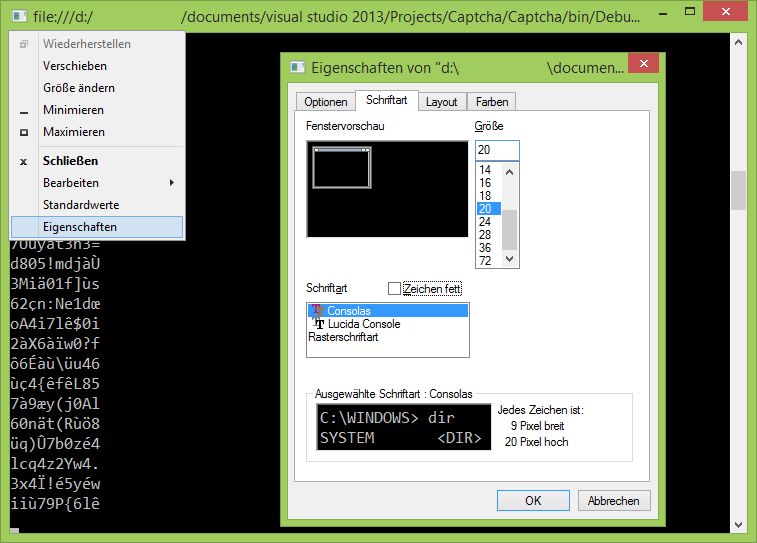 file:///d:/ /documents/visual studio 2013/Projects/Captcha/Captcha/bin/Debu...
Wiederherstellen
Verschieben
Größe ändern
Minimieren
Maximieren
Schließen
Bearbeiten
Standardwerte
Eigenschaften
d805!mdjàÙ
3Miä01f]ùs
62çn:Ne1dœ
oA4i7lê$0i
2àX6àïw0?f
ô6Éàù\üu46
ùç4{êfêL85
7à9æy(j0Al
60nät(Rùö8
üq)Û7b0zé4
lcq4z2Yw4.
3x4Ï!é5yéw
iiù79P{6lê
Eigenschaften von "d:\ \documen...
Optionen
Schriftart
Layout
Farben
Fenstervorschau
Größe
20
14
16
18
20
24
28
36
72
Schriftart
Zeichen fett
Consolas
Lucida Console
Rasterschriftart
Ausgewählte Schriftart : Consolas
C:\WINDOWS> dir
SYSTEM <DIR>
Jedes Zeichen ist:
9 Pixel breit
20 Pixel hoch
OK
Abbrechen